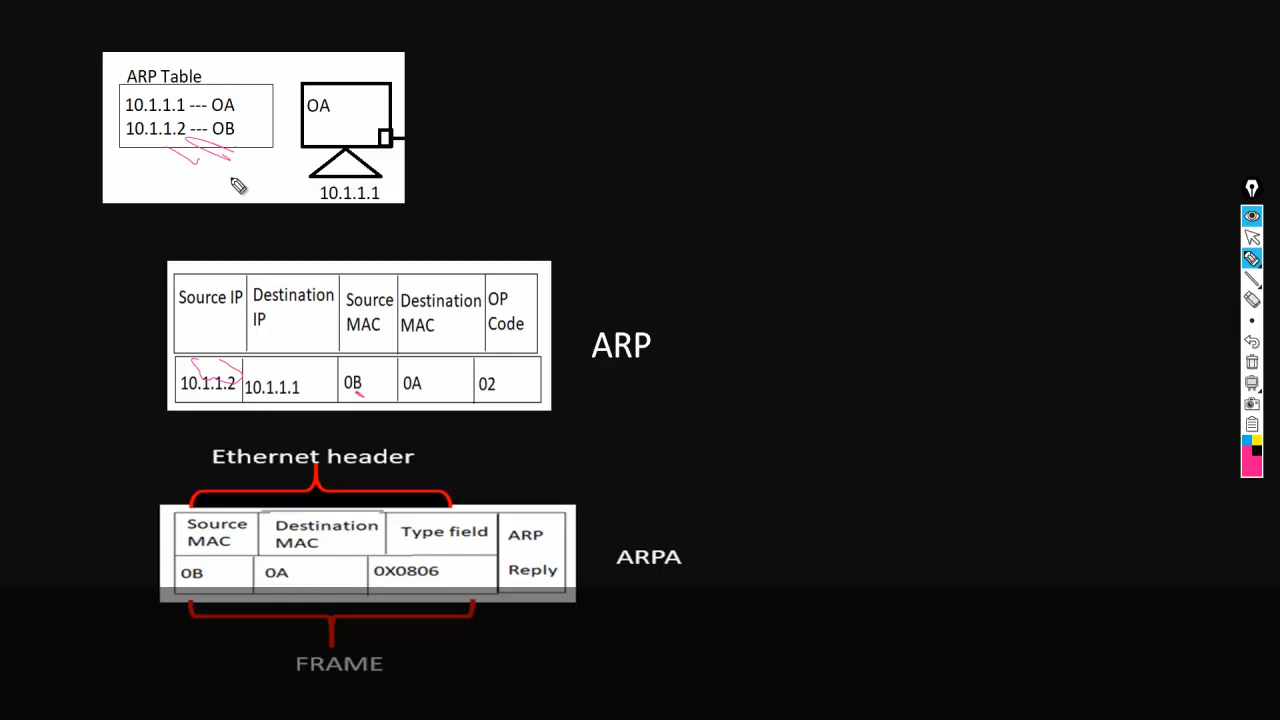 ARP Table
10.1.1.1 --- OA
10.1.1.2 --- OB
OA
10.1.1.1
Source IP
Destination IP
Source MAC
Destination MAC
OP Code
10.1.1.2
10.1.1.1
0B
0A
02
ARP
Ethernet header
Source MAC
Destination MAC
Type field
ARP Reply
0B
0A
0X0806
ARPA
FRAME